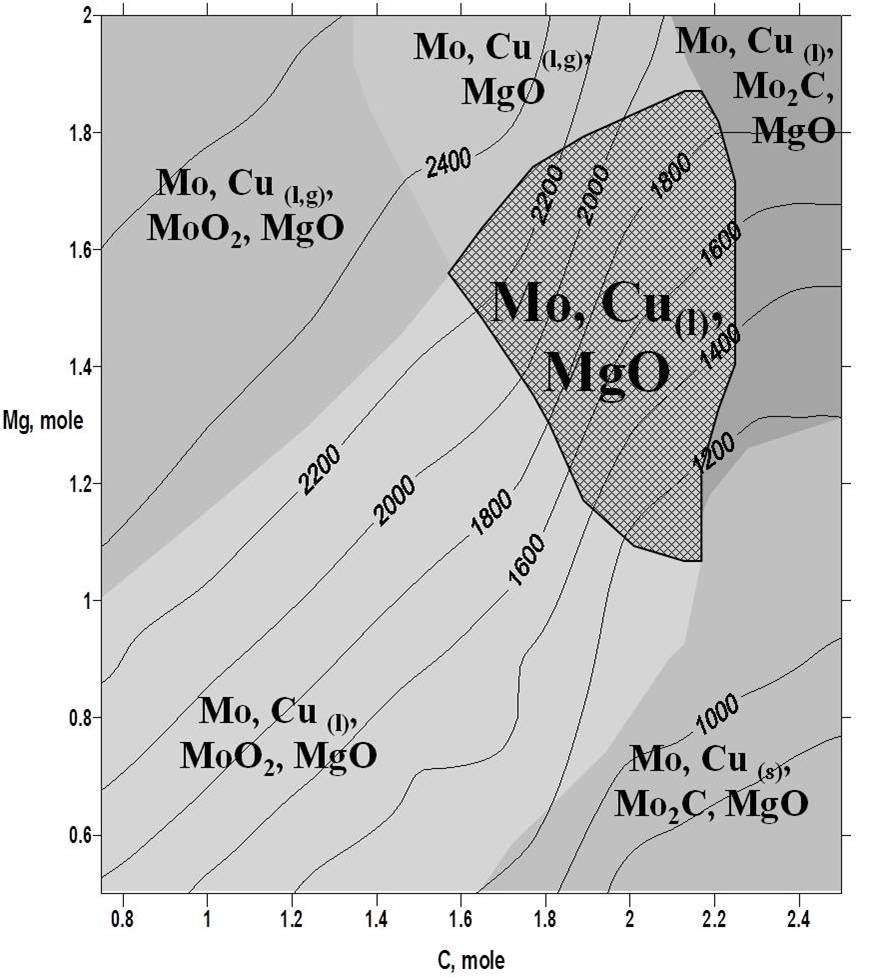 2
Mo, Cu (l,g),
MgO
Mo, Cu (l),
Mo2C,
MgO
1.8
2400
Mo, Cu (l,g),
MoO2, MgO
2200
2000
1800
1.6
1600
Mo, Cu(l),
MgO
1400
1.4
Mg, mole
1200
2200
2000
1800
1600
1.2
1
Mo, Cu (l),
MoO2, MgO
1000
0.8
Mo, Cu (s),
Mo2C, MgO
0.6
0.8 1 1.2 1.4 1.6 1.8 2 2.2 2.4
C, mole